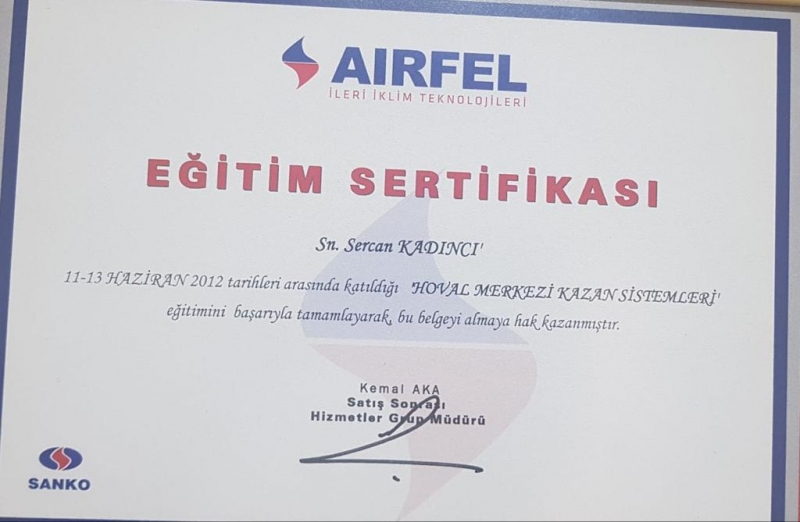 AIRFEL
İLERİ İKLİM TEKNOLOJİLERİ
EĞİTİM SERTİFİKASI
Sn. Sercan KADINCI'
11-13 HAZİRAN 2012 tarihleri arasında katıldığı 'HOVAL MERKEZİ KAZAN SİSTEMLERİ'
eğitimini başarıyla tamamlayarak, bu belgeyi almaya hak kazanmıştır.
Kemal AKA
Satış Sonrası
Hizmetler Grup Müdürü
SANKO